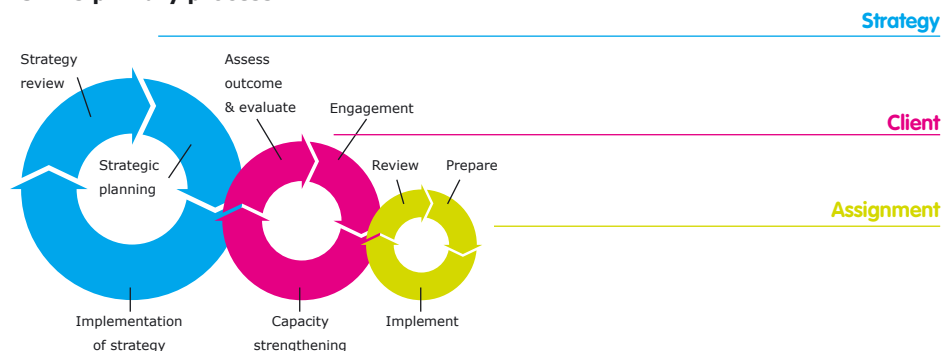 Strategy
Strategy
review
Assess
outcome
& evaluate
Engagement
Client
Strategic
planning
Review
Prepare
Assignment
Implementation
of strategy
Capacity
strengthening
Implement